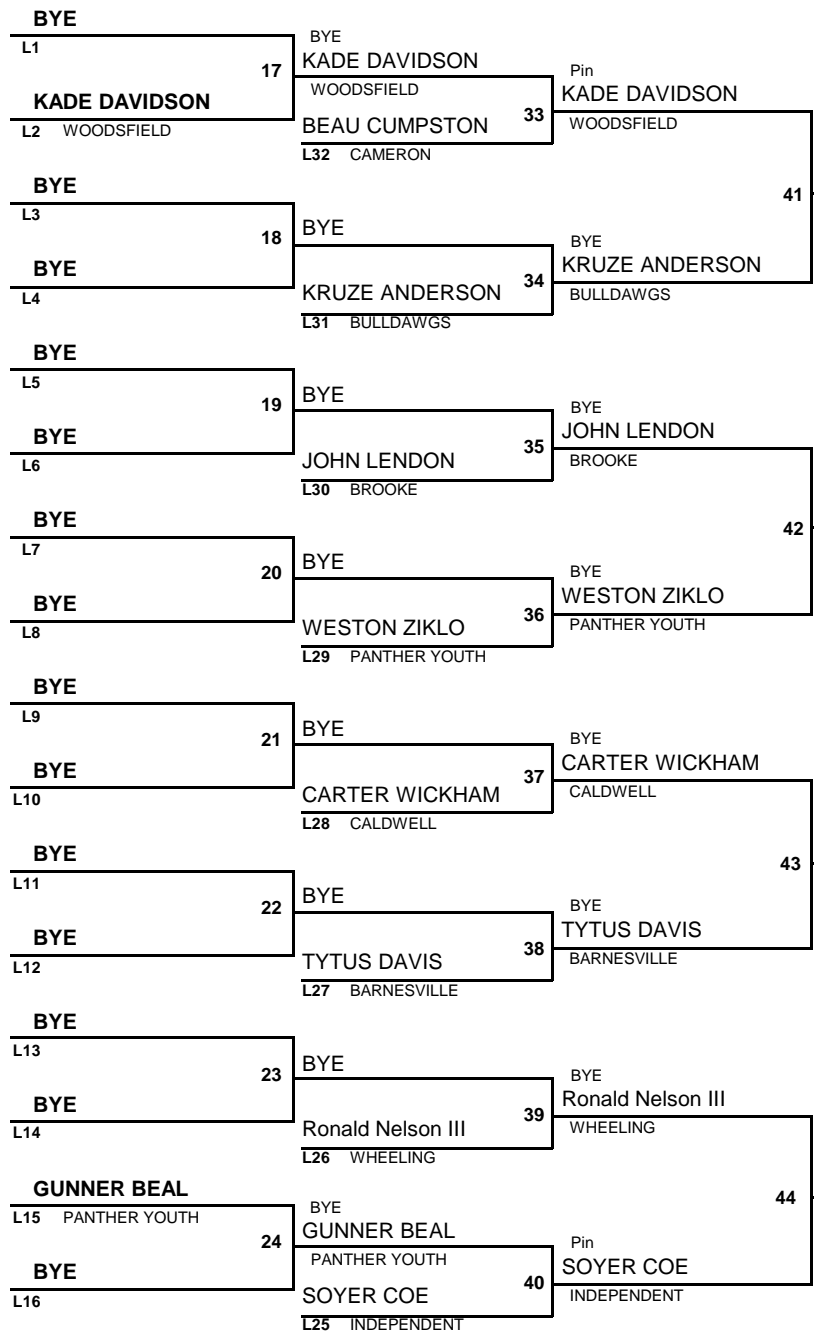 BYE
L1
17
KADE DAVIDSON
L2 WOODSFIELD
BYE
KADE DAVIDSON
WOODSFIELD
BEAU CUMPSTON
L32 CAMERON
33
Pin
KADE DAVIDSON
WOODSFIELD
41
BYE
L3
18
BYE
L4
BYE
KRUZE ANDERSON
L31 BULLDAWGS
34
BYE
KRUZE ANDERSON
BULLDAWGS
BYE
L5
19
BYE
L6
BYE
JOHN LENDON
L30 BROOKE
35
BYE
JOHN LENDON
BROOKE
42
BYE
L7
20
BYE
L8
BYE
WESTON ZIKLO
L29 PANTHER YOUTH
36
BYE
WESTON ZIKLO
PANTHER YOUTH
BYE
L9
21
BYE
L10
BYE
CARTER WICKHAM
L28 CALDWELL
37
BYE
CARTER WICKHAM
CALDWELL
43
BYE
L11
22
BYE
L12
BYE
TYTUS DAVIS
L27 BARNESVILLE
38
BYE
TYTUS DAVIS
BARNESVILLE
BYE
L13
23
BYE
L14
BYE
Ronald Nelson III
L26 WHEELING
39
BYE
Ronald Nelson III
WHEELING
44
GUNNER BEAL
L15 PANTHER YOUTH
24
BYE
L16
BYE
GUNNER BEAL
PANTHER YOUTH
SOYER COE
L25 INDEPENDENT
40
Pin
SOYER COE
INDEPENDENT